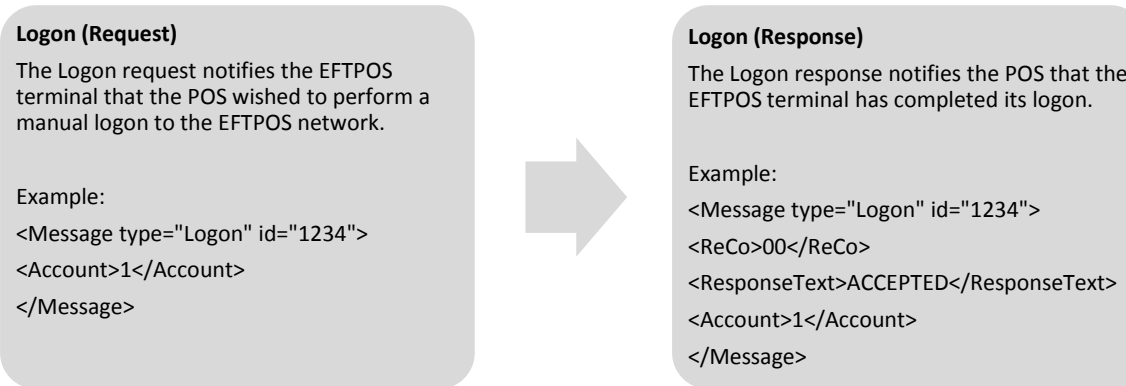 Logon (Request)
The Logon request notifies the EFTPOS
terminal that the POS wished to perform a
manual logon to the EFTPOS network.
Example:
<Message type="Logon" id="1234">
<Account>1</Account>
</Message>
Logon (Response)
The Logon response notifies the POS that the
EFTPOS terminal has completed its logon.
Example:
<Message type="Logon" id="1234">
<ReCo>00</ReCo>
<ResponseText>ACCEPTED</ResponseText>
<Account>1</Account>
</Message>